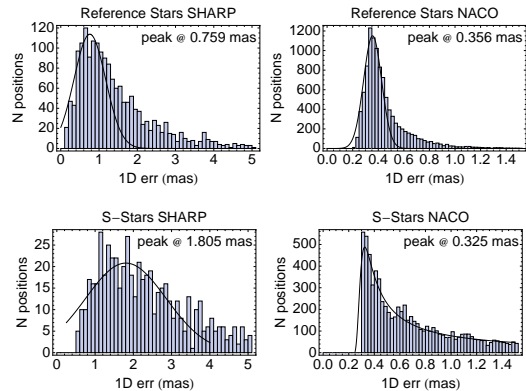 Reference Stars SHARP
peak @ 0.759 mas
N positions
120
100
80
60
40
20
0
0 1 2 3 4 5
1D err (mas)
Reference Stars NACO
peak @ 0.356 mas
N positions
1200
1000
800
600
400
200
0
0.0 0.2 0.4 0.6 0.8 1.0 1.2 1.4
1D err (mas)
S-Stars SHARP
peak @ 1.805 mas
N positions
25
20
15
10
5
0
0 1 2 3 4 5
1D err (mas)
S-Stars NACO
peak @ 0.325 mas
N positions
500
400
300
200
100
0
0.0 0.2 0.4 0.6 0.8 1.0 1.2 1.4
1D err (mas)